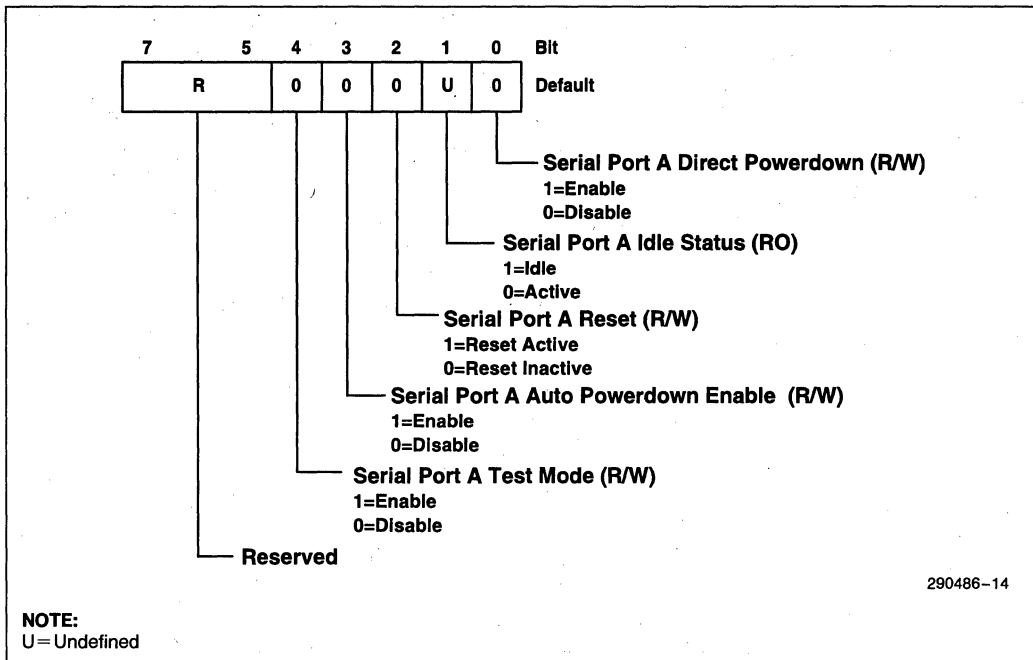 7 5 4 3 2 1 0 Bit
R 0 0 0 U 0 Default
Serial Port A Direct Powerdown (R/W)
1=Enable
0=Disable
Serial Port A Idle Status (RO)
1=Idle
0=Active
Serial Port A Reset (R/W)
1=Reset Active
0=Reset Inactive
Serial Port A Auto Powerdown Enable (R/W)
1=Enable
0=Disable
Serial Port A Test Mode (R/W)
1=Enable
0=Disable
Reserved
290486–14
NOTE:
U=Undefined